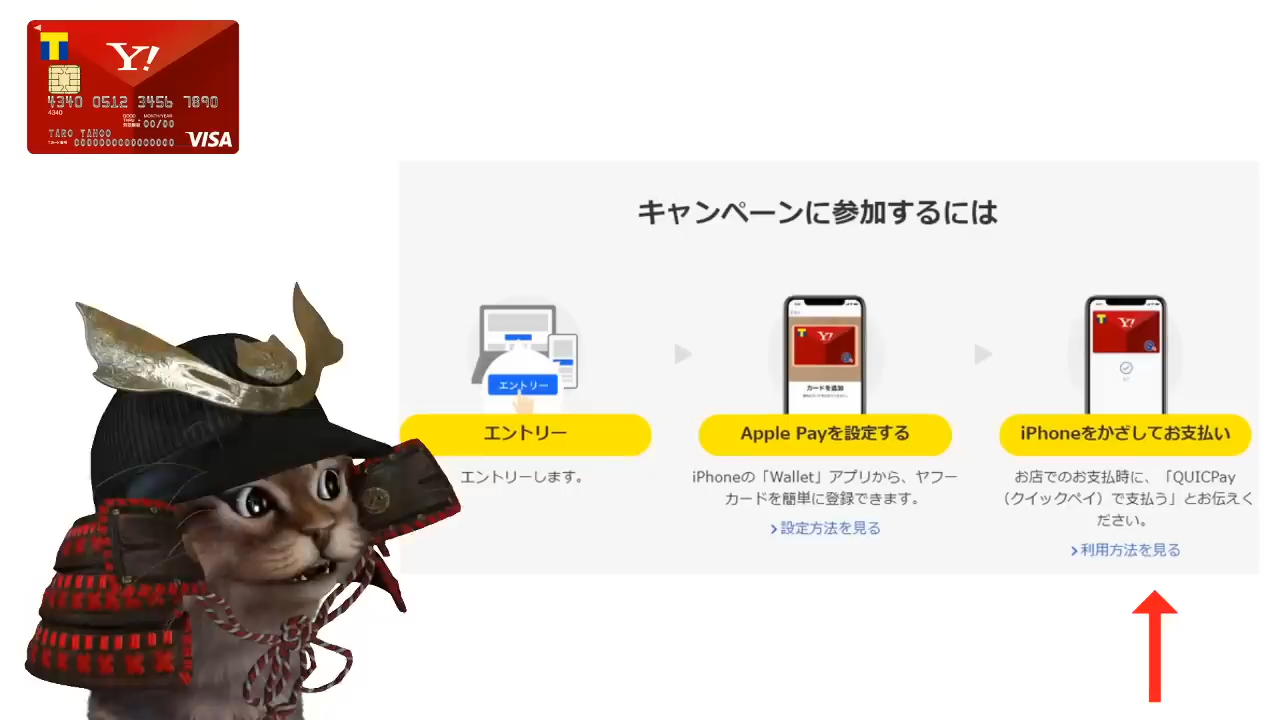 T
Y!
4340 0512 3456 7890
4340
MONTH/YEAR
00/00
TARO YAHOO
0000000000000000
VISA
キャンペーンに参加するには
エントリー
T Y!
カードを追加
T Y!
エントリー
Apple Payを設定する
iPhoneをかざしてお支払い
エントリーします。
iPhoneの「Wallet」アプリから、ヤフー
カードを簡単に登録できます。
設定方法を見る
お店でのお支払時に、「QUICPay
（クイックペイ）で支払う」とお伝えく
ださい。
利用方法を見る